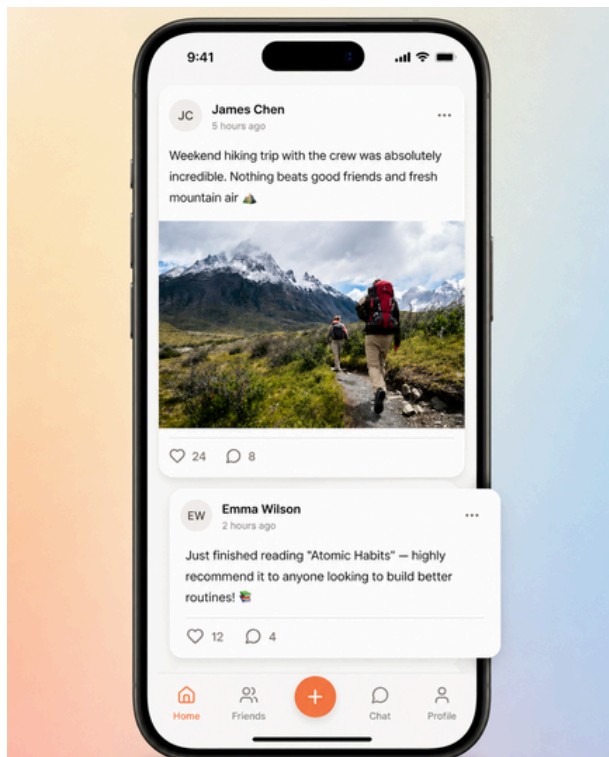 9:41
JC
James Chen
5 hours ago
Weekend hiking trip with the crew was absolutely
incredible. Nothing beats good friends and fresh
mountain air 🏔️
24 8
EW
Emma Wilson
2 hours ago
Just finished reading "Atomic Habits" — highly
recommend it to anyone looking to build better
routines! 📚
12 4
Home Friends Chat Profile